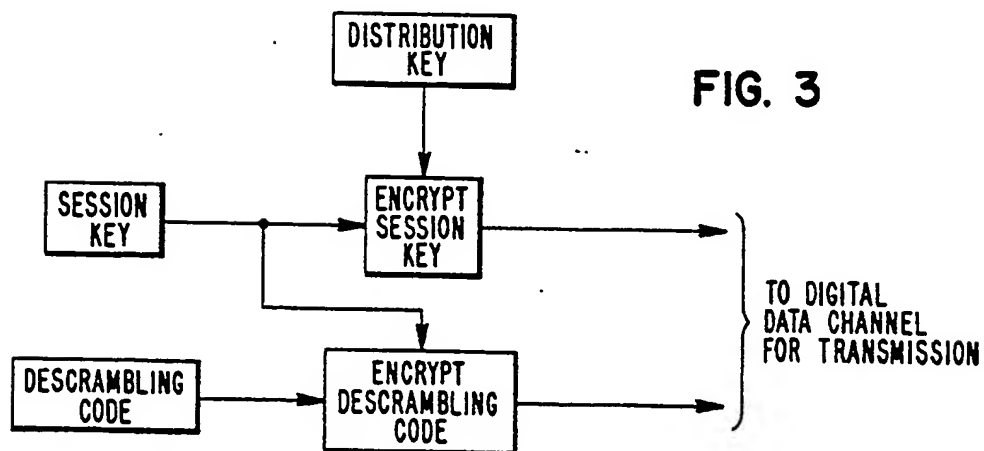 DISTRIBUTION
KEY
FIG. 3
SESSION
KEY
ENCRYPT
SESSION
KEY
TO DIGITAL
DATA CHANNEL
FOR TRANSMISSION
DESCRAMBLING
CODE
ENCRYPT
DESCRAMBLING
CODE